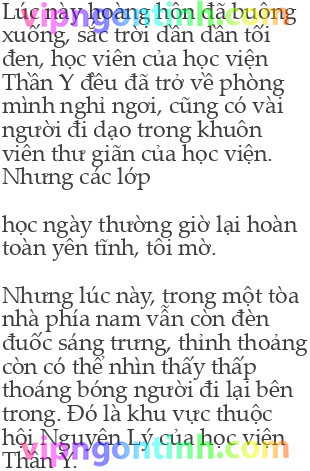 Lúc này hoàng hôn đã buông
xuống, sắc trời dần dần tối
đen, học viên của học viện
Thần Y đều đã trở về phòng
mình nghỉ ngơi, cũng có vài
người đi dạo trong khuôn
viên thư giãn của học viện.
Nhưng các lớp
học ngày thường giờ lại hoàn
toàn yên tĩnh, tối mờ.
Nhưng lúc này, trong một tòa
nhà phía nam vẫn còn đèn
đuốc sáng trưng, thỉnh thoảng
còn có thể nhìn thấy thấp
thoáng bóng người đi lại bên
trong. Đó là khu vực thuộc
hội Nguyên Lý của học viện
Thần Y.
vipngontinh.com
vipngontinh.com